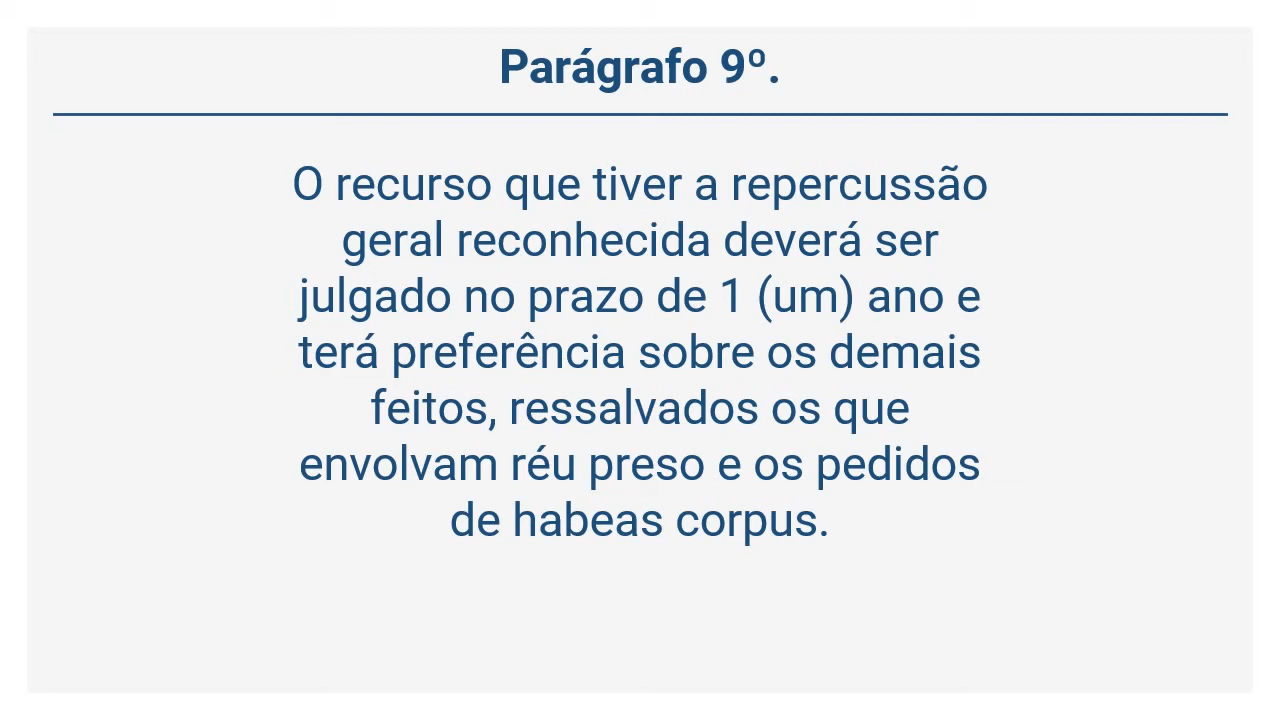 Parágrafo 9º.
O recurso que tiver a repercussão
geral reconhecida deverá ser
julgado no prazo de 1 (um) ano e
terá preferência sobre os demais
feitos, ressalvados os que
envolvam réu preso e os pedidos
de habeas corpus.